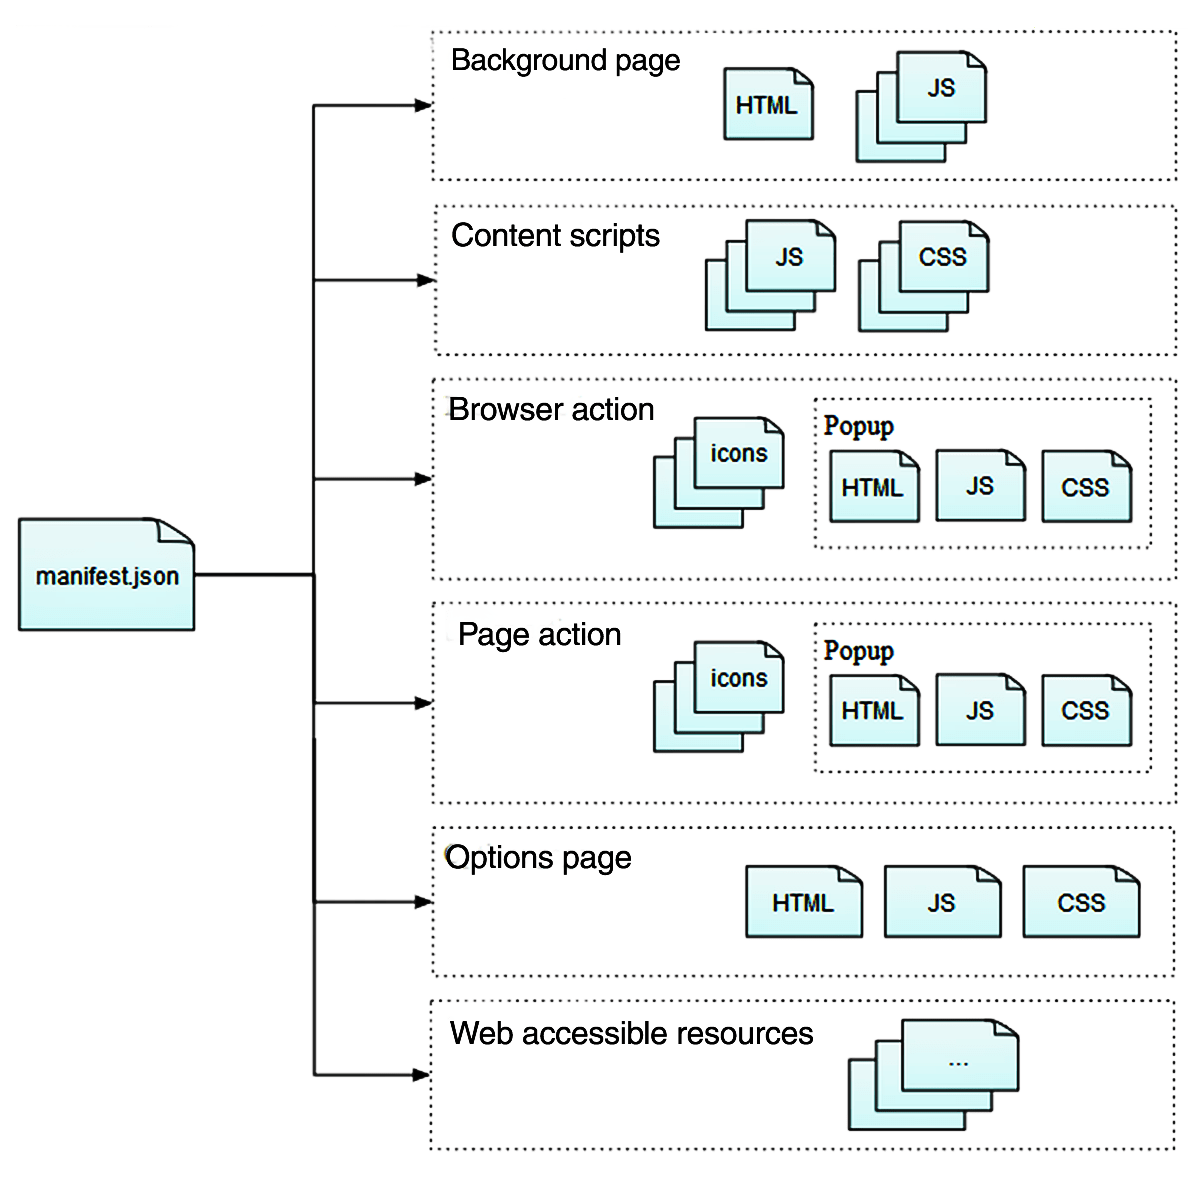 Background page
HTML
JS
Content scripts
JS
CSS
Browser action
icons
Popup
HTML
JS
CSS
manifest.json
Page action
icons
Popup
HTML
JS
CSS
Options page
HTML
JS
CSS
Web accessible resources
...